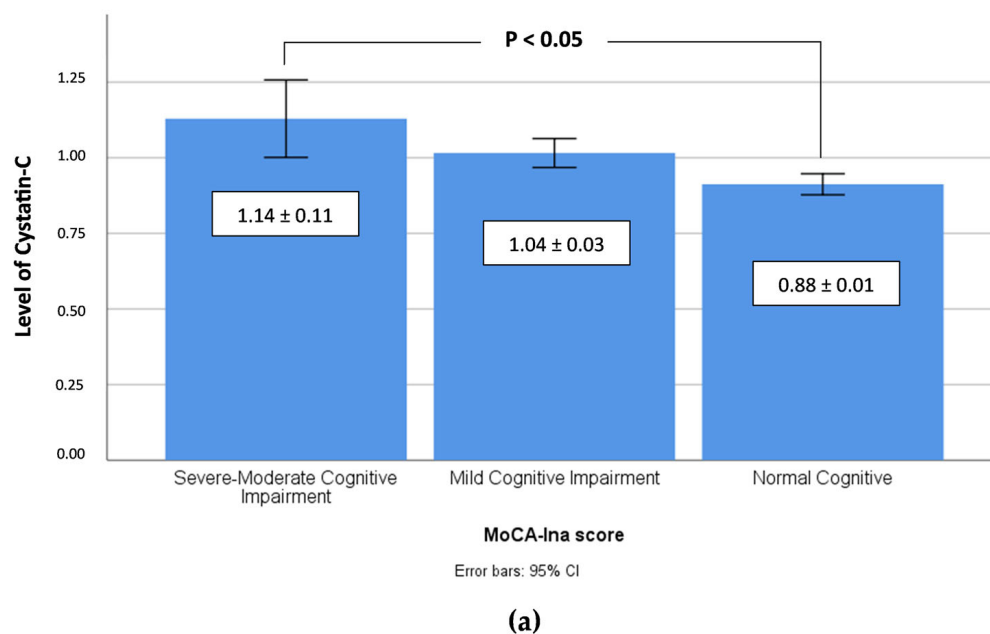 P < 0.05
Level of Cystatin-C
1.25
1.00
0.75
0.50
0.25
0.00
1.14 ± 0.11
1.04 ± 0.03
0.88 ± 0.01
Severe-Moderate Cognitive
Impairment
Mild Cognitive Impairment
Normal Cognitive
MoCA-Ina score
Error bars: 95% CI
(a)